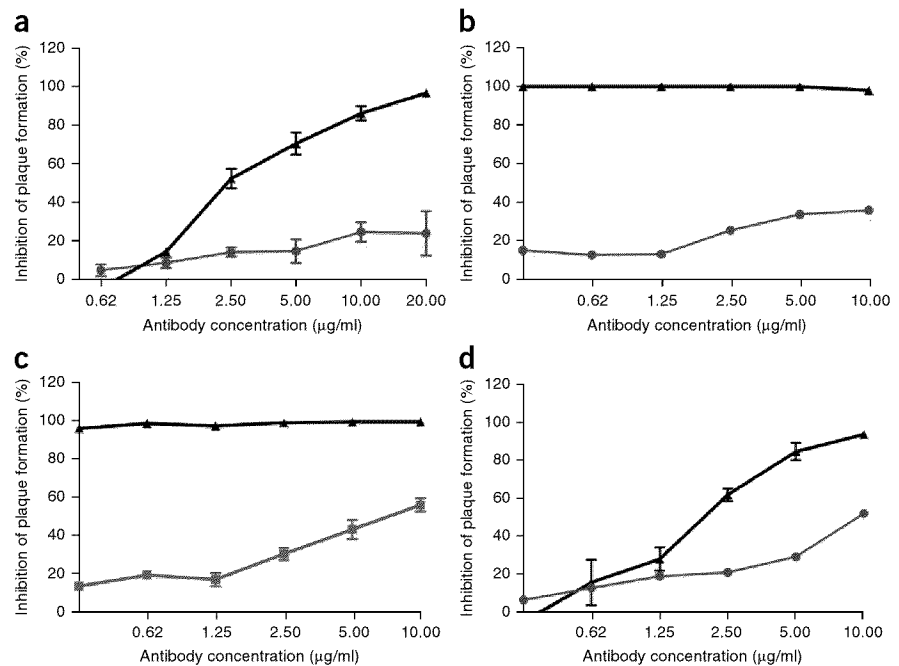 a
Inhibition of plaque formation (%)
120
100
80
60
40
20
0
0.62 1.25 2.50 5.00 10.00 20.00
Antibody concentration (μg/ml)
b
Inhibition of plaque formation (%)
120
100
80
60
40
20
0
0.62 1.25 2.50 5.00 10.00
Antibody concentration (μg/ml)
c
Inhibition of plaque formation (%)
120
100
80
60
40
20
0
0.62 1.25 2.50 5.00 10.00
Antibody concentration (μg/ml)
d
Inhibition of plaque formation (%)
120
100
80
60
40
20
0
0.62 1.25 2.50 5.00 10.00
Antibody concentration (μg/ml)